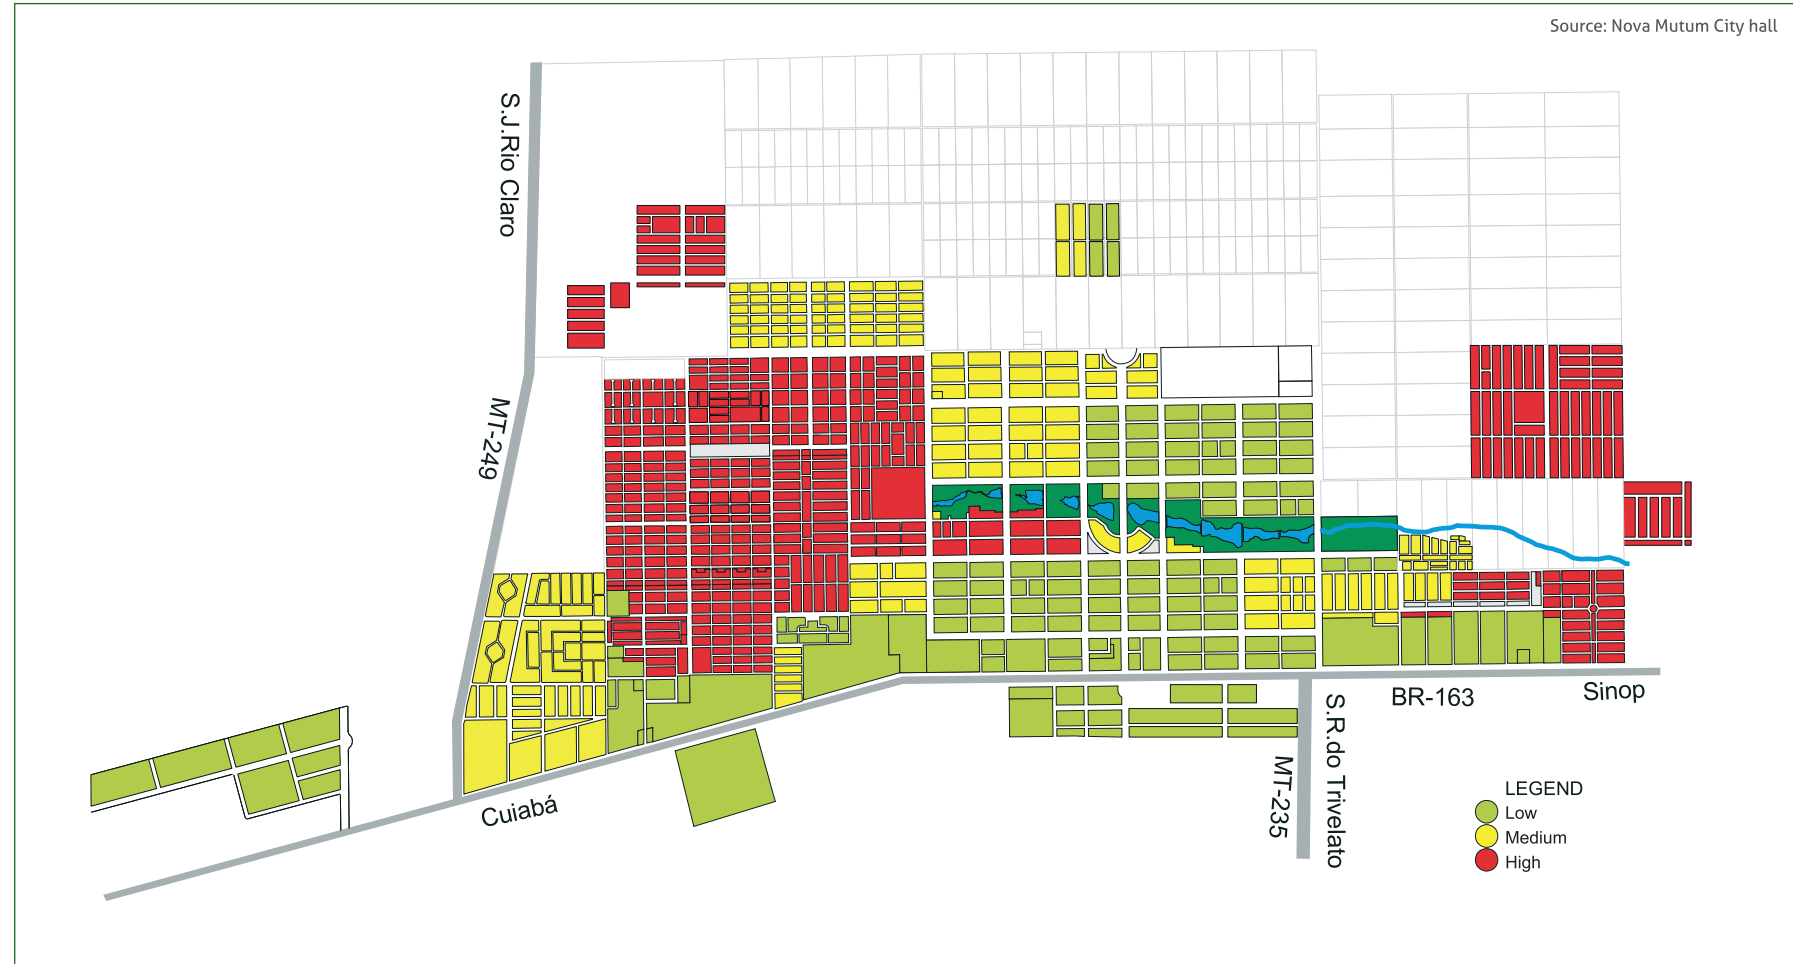 Source: Nova Mutum City hall
S.J.Rio Claro
MT-249
Cuiabá
BR-163
Sinop
S.R.do Trivelato
MT-235
LEGEND
Low
Medium
High